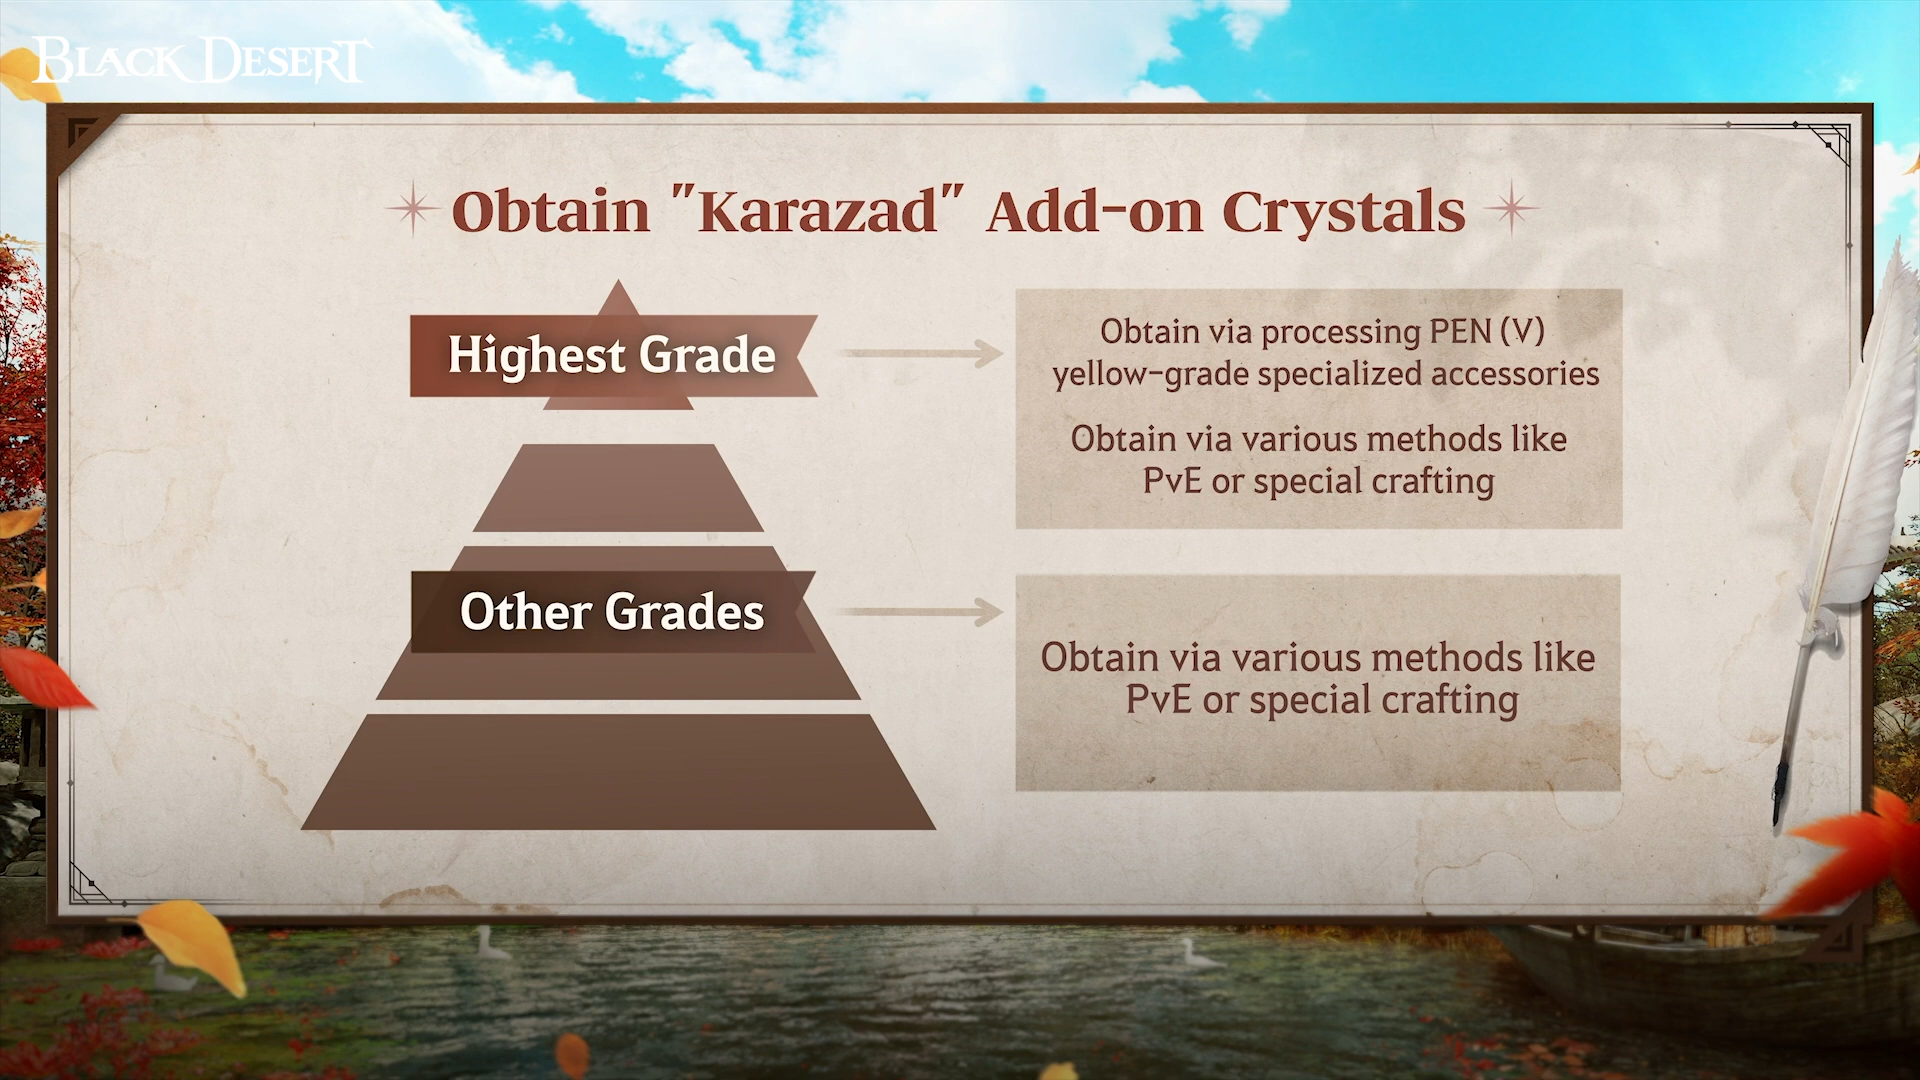 BLACK DESERT
Obtain "Karazad" Add-on Crystals
Highest Grade
Obtain via processing PEN (V)
yellow-grade specialized accessories
Obtain via various methods like
PvE or special crafting
Other Grades
Obtain via various methods like
PvE or special crafting